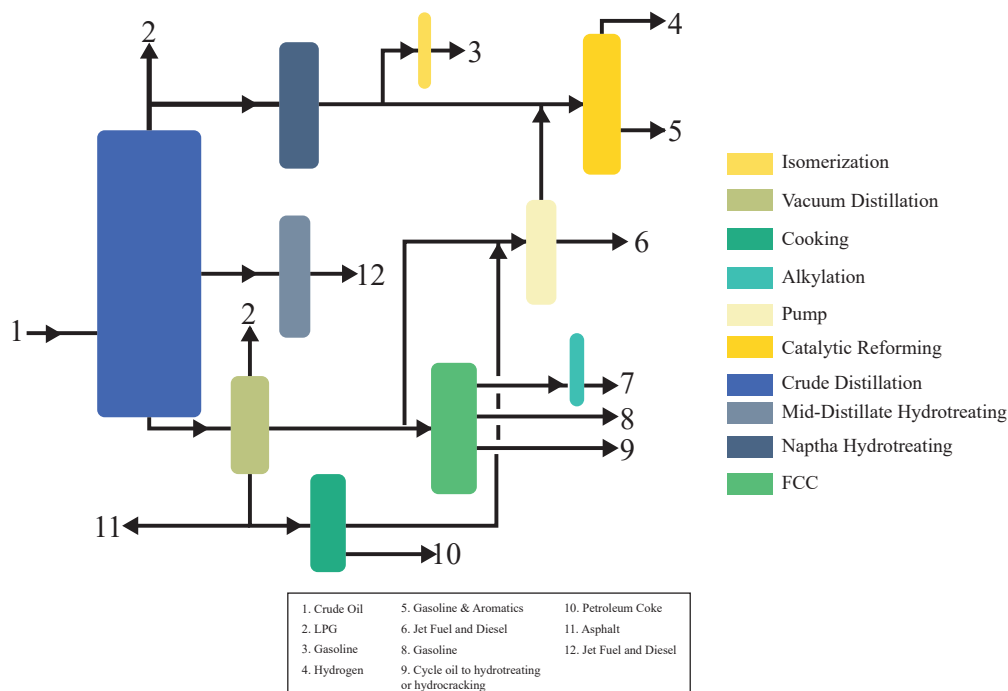 2
3
4
5
1
12
6
2
7
8
9
11
10
Isomerization
Vacuum Distillation
Cooking
Alkylation
Pump
Catalytic Reforming
Crude Distillation
Mid-Distillate Hydrotreating
Naptha Hydrotreating
FCC
1. Crude Oil
2. LPG
3. Gasoline
4. Hydrogen
5. Gasoline & Aromatics
6. Jet Fuel and Diesel
8. Gasoline
9. Cycle oil to hydrotreating
or hydrocracking
10. Petroleum Coke
11. Asphalt
12. Jet Fuel and Diesel